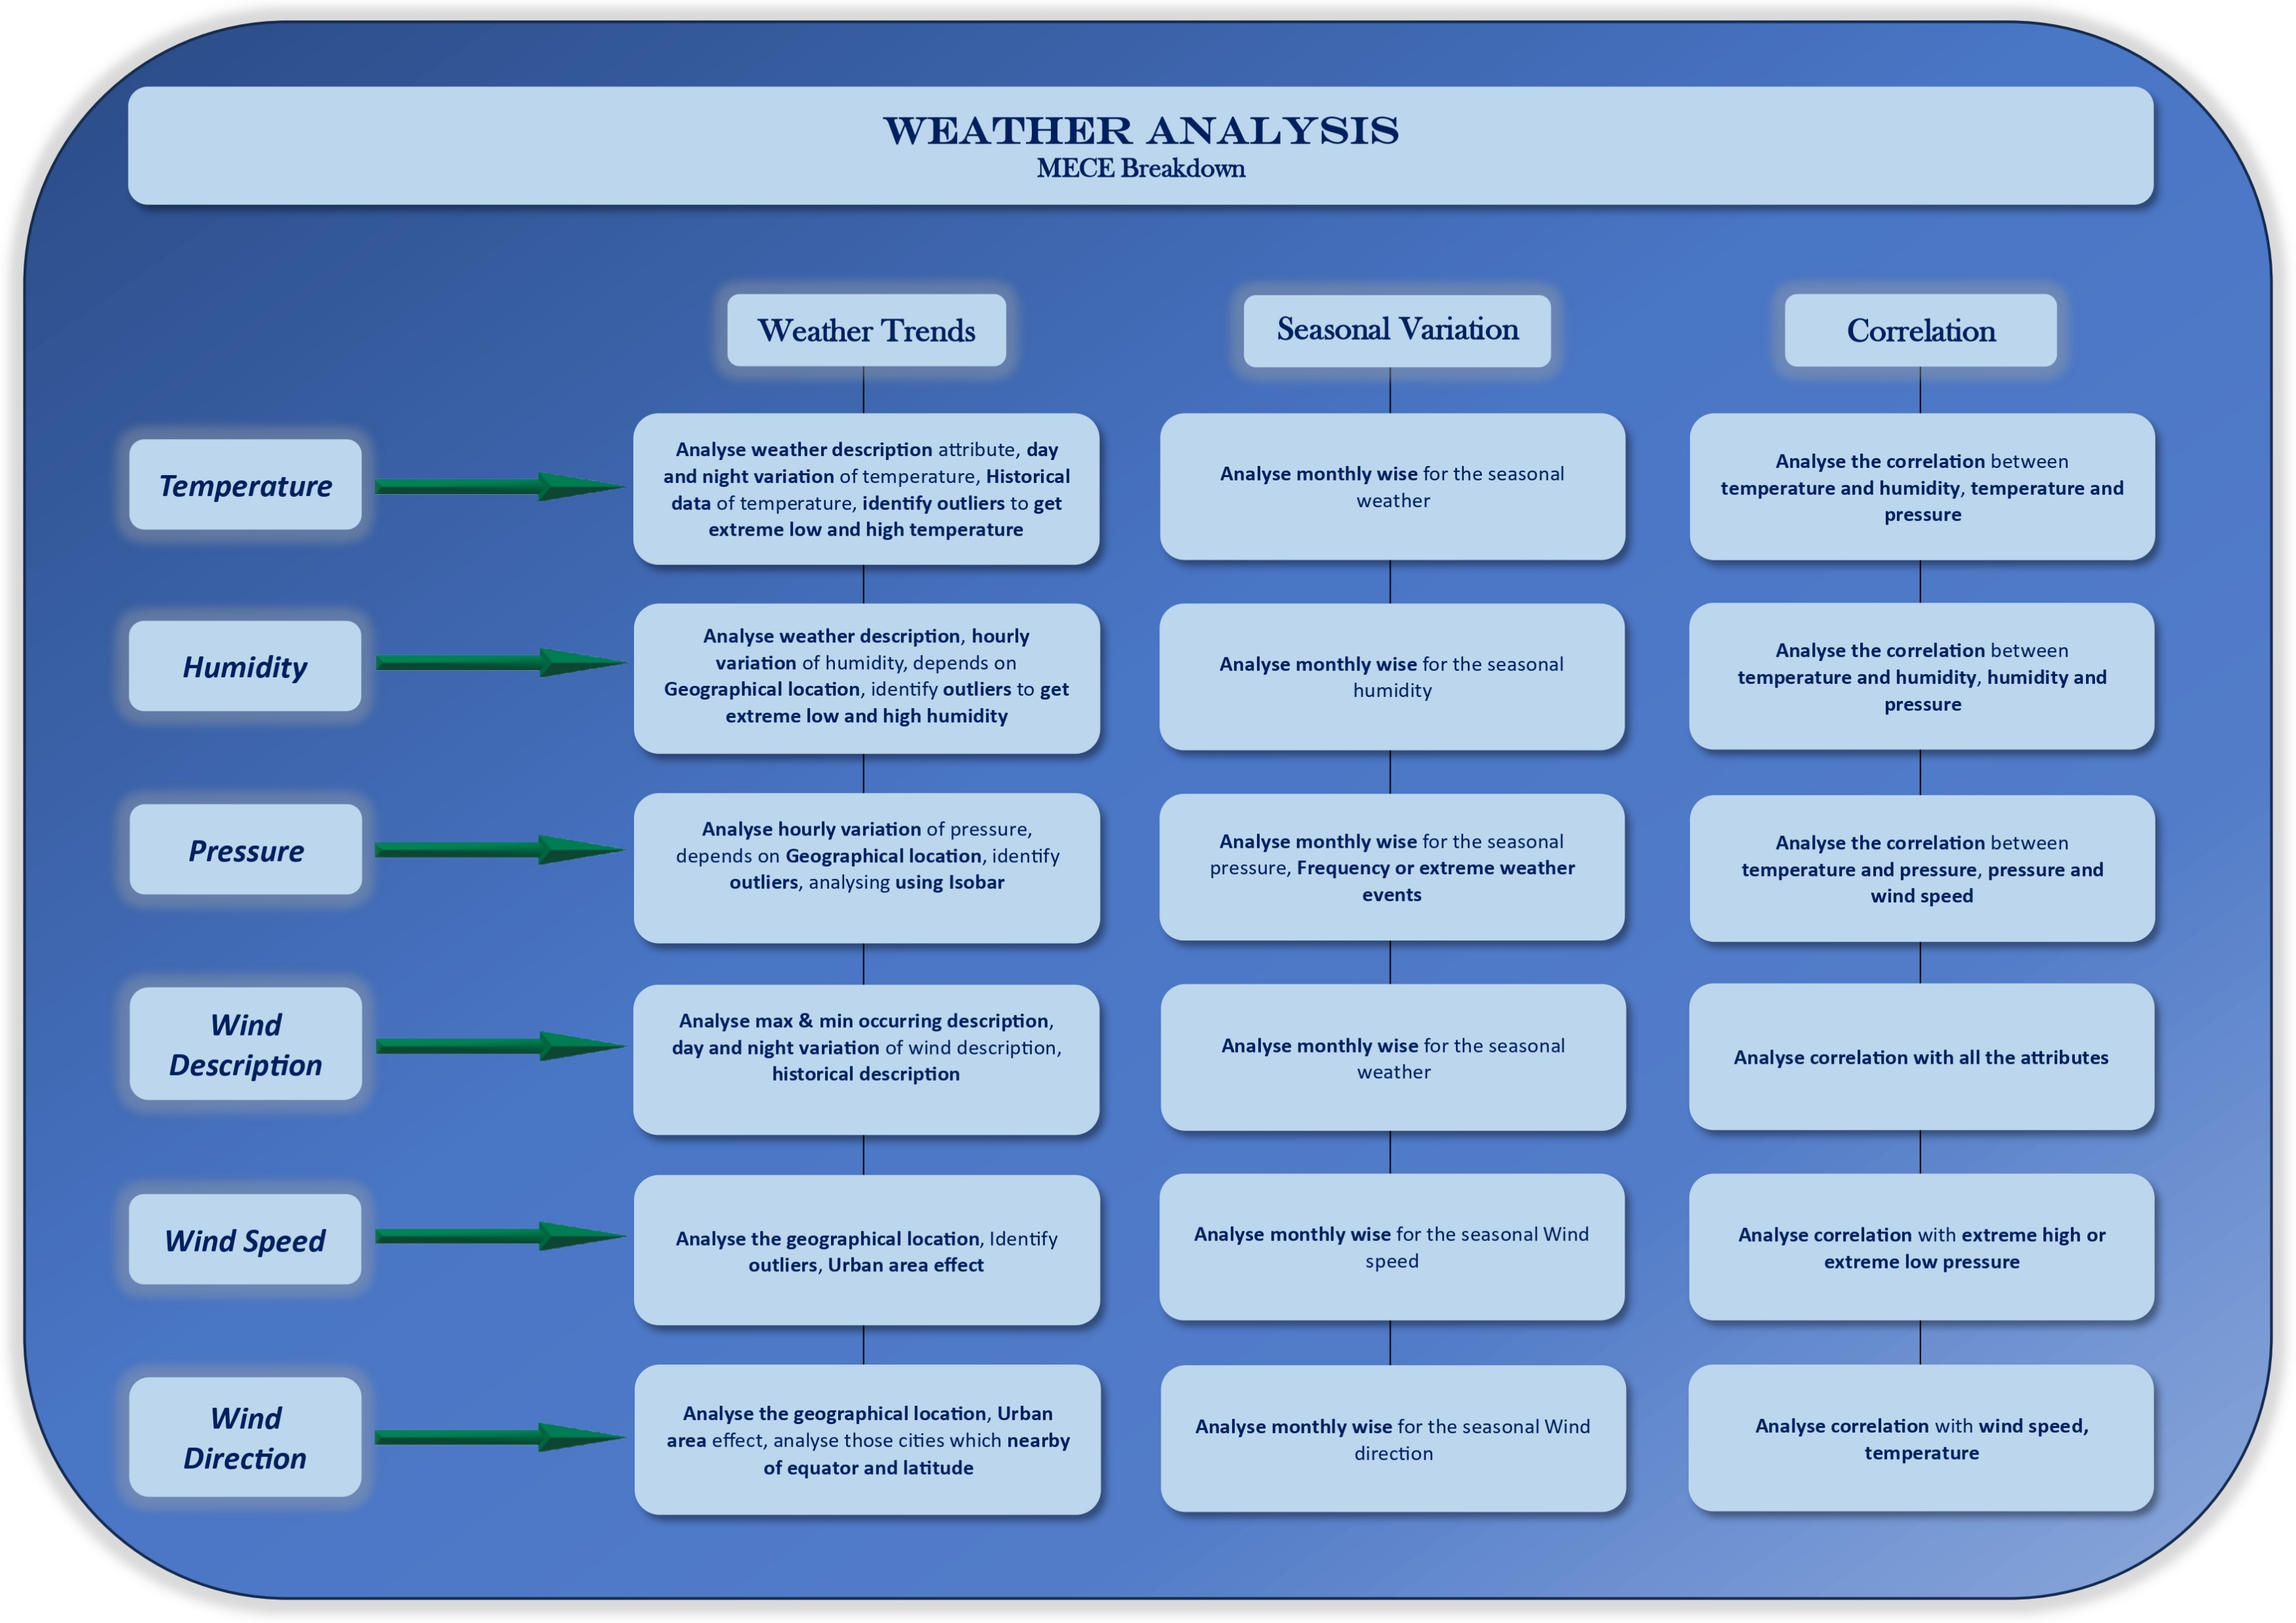 WEATHER ANALYSIS
MECE Breakdown
Weather Trends
Seasonal Variation
Correlation
Temperature
Analyse weather description attribute, day
and night variation of temperature, Historical
data of temperature, identify outliers to get
extreme low and high temperature
Analyse monthly wise for the seasonal
weather
Analyse the correlation between
temperature and humidity, temperature and
pressure
Humidity
Analyse weather description, hourly
variation of humidity, depends on
Geographical location, identify outliers to get
extreme low and high humidity
Analyse monthly wise for the seasonal
humidity
Analyse the correlation between
temperature and humidity, humidity and
pressure
Pressure
Analyse hourly variation of pressure,
depends on Geographical location, identify
outliers, analysing using Isobar
Analyse monthly wise for the seasonal
pressure, Frequency or extreme weather
events
Analyse the correlation between
temperature and pressure, pressure and
wind speed
Wind
Description
Analyse max & min occurring description,
day and night variation of wind description,
historical description
Analyse monthly wise for the seasonal
weather
Analyse correlation with all the attributes
Wind Speed
Analyse the geographical location, Identify
outliers, Urban area effect
Analyse monthly wise for the seasonal Wind
speed
Analyse correlation with extreme high or
extreme low pressure
Wind
Direction
Analyse the geographical location, Urban
area effect, analyse those cities which nearby
of equator and latitude
Analyse monthly wise for the seasonal Wind
direction
Analyse correlation with wind speed,
temperature